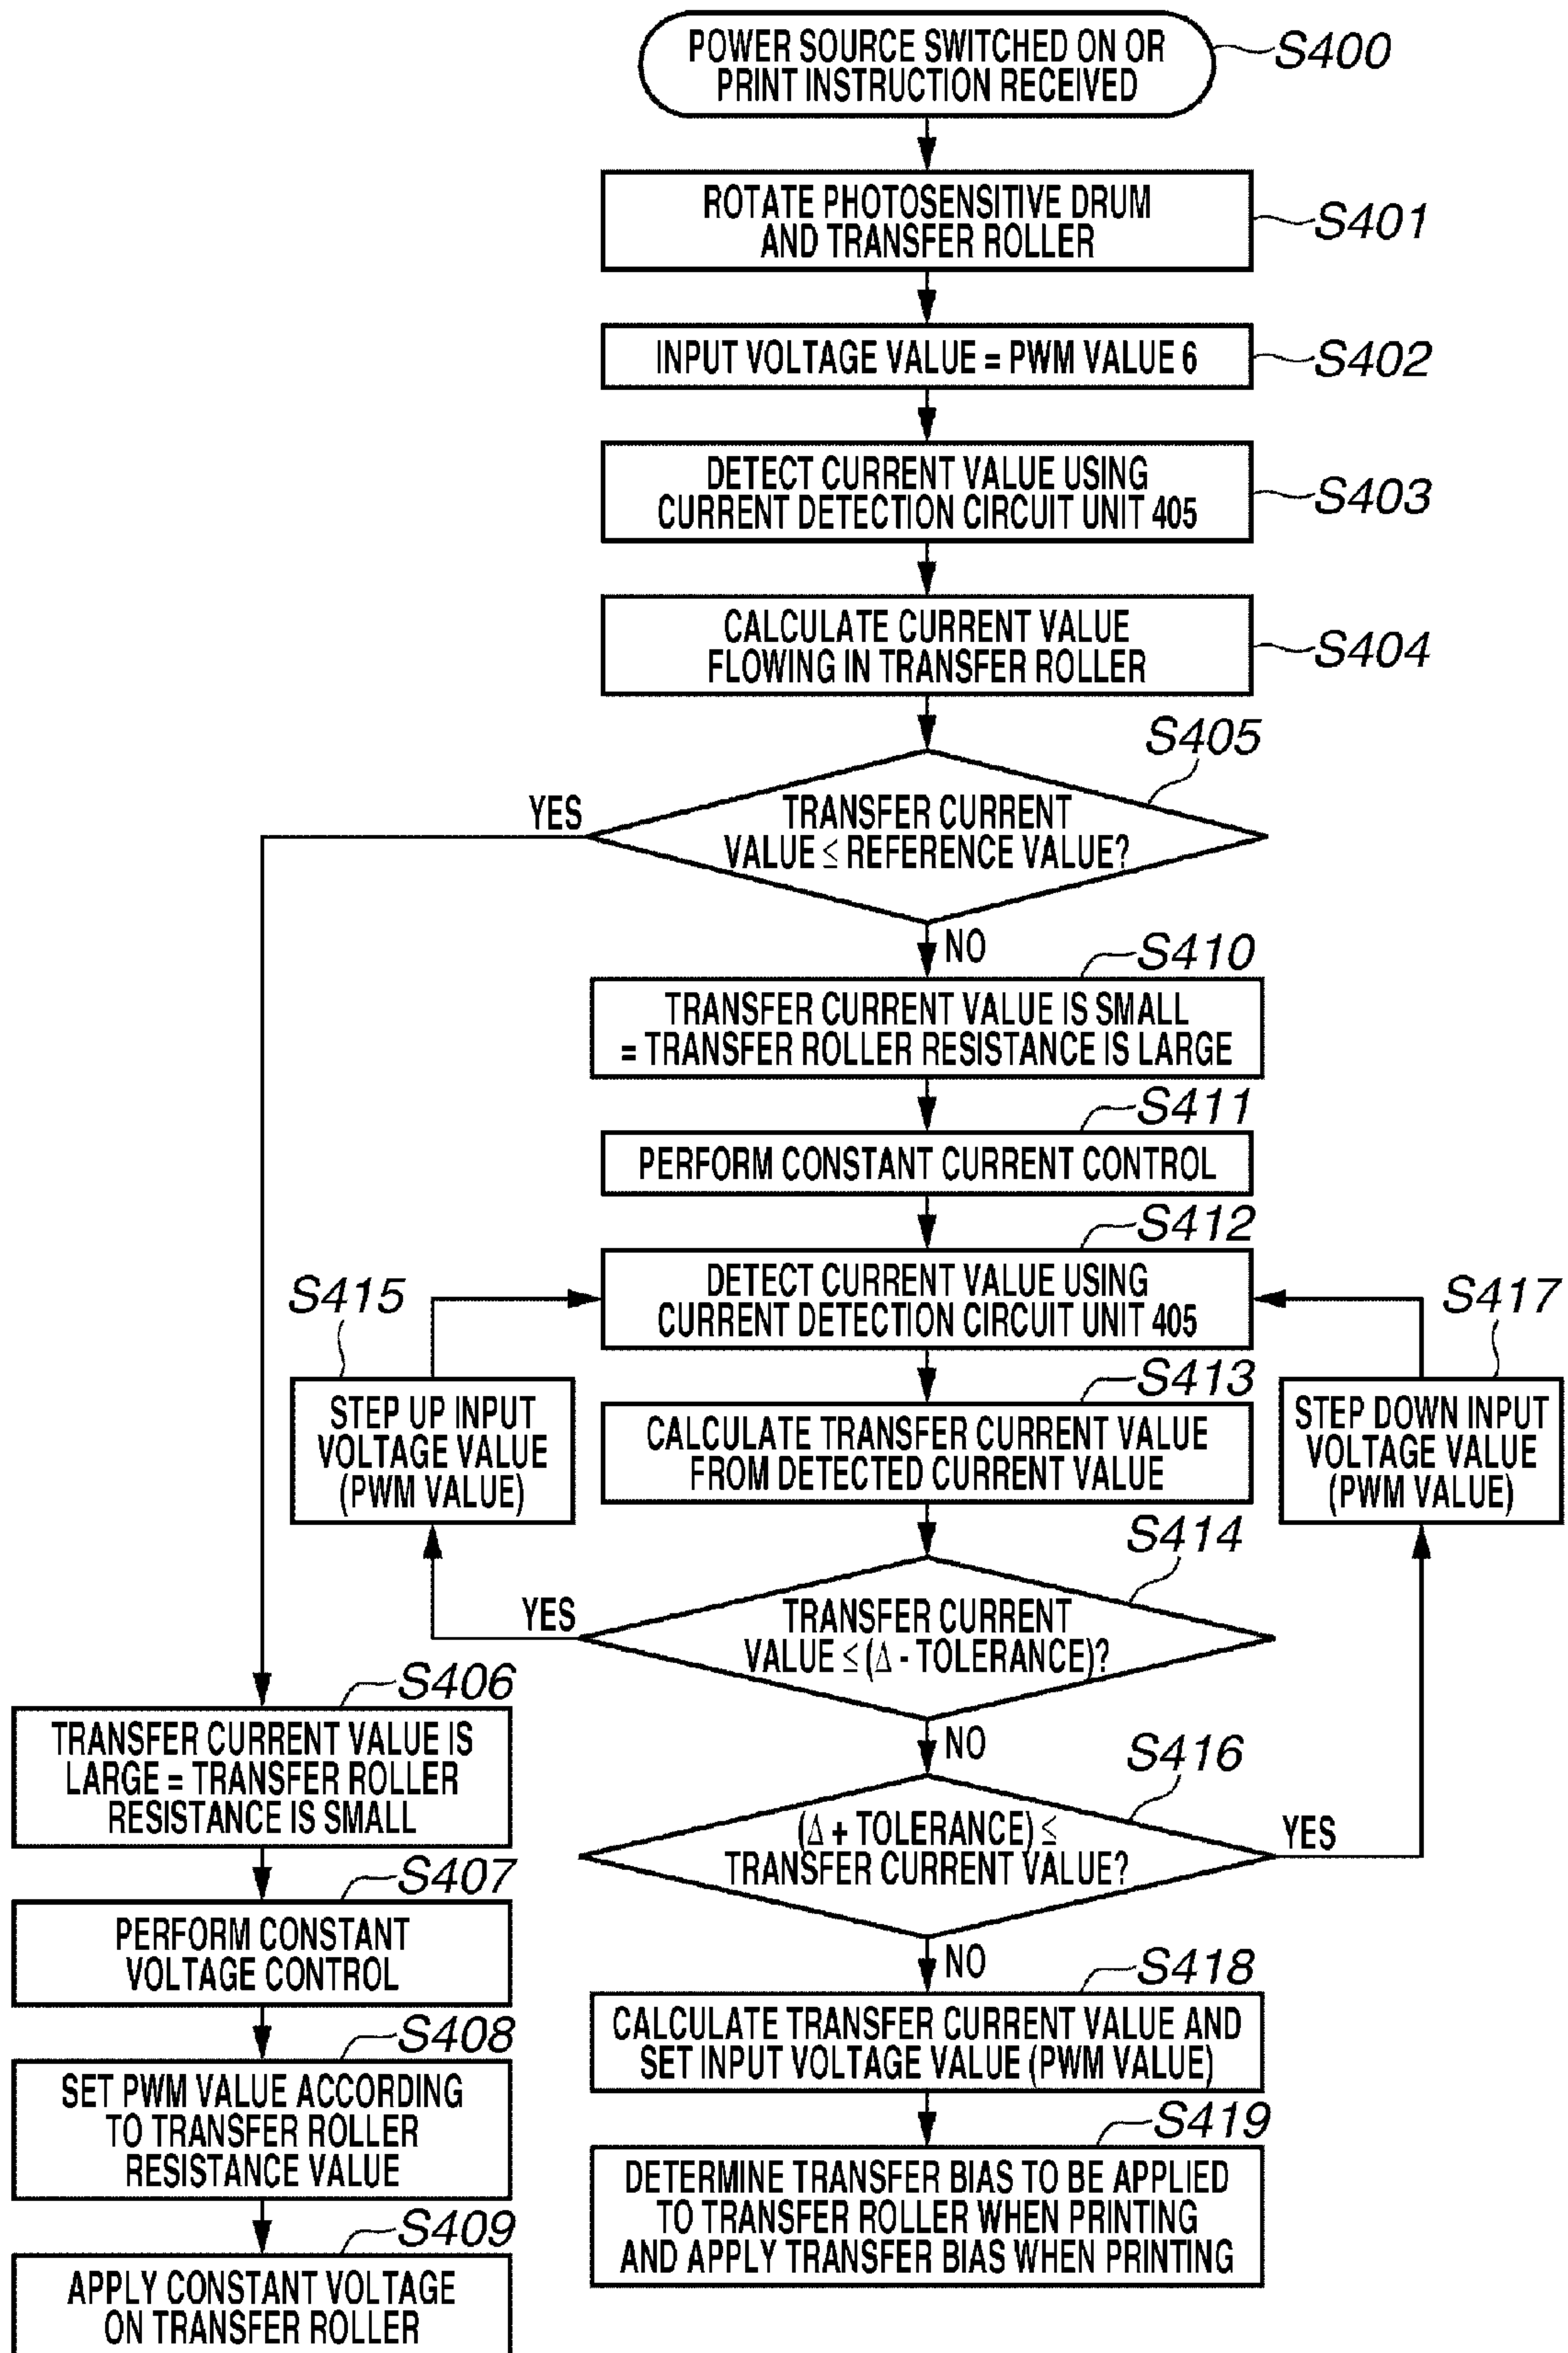 POWER SOURCE SWITCHED ON OR
PRINT INSTRUCTION RECEIVED
S400
ROTATE PHOTOSENSITIVE DRUM
AND TRANSFER ROLLER
S401
INPUT VOLTAGE VALUE = PWM VALUE 6
S402
DETECT CURRENT VALUE USING
CURRENT DETECTION CIRCUIT UNIT 405
S403
CALCULATE CURRENT VALUE
FLOWING IN TRANSFER ROLLER
S404
S405
TRANSFER CURRENT
VALUE ≤ REFERENCE VALUE?
YES
NO
S410
TRANSFER CURRENT VALUE IS SMALL
= TRANSFER ROLLER RESISTANCE IS LARGE
S411
PERFORM CONSTANT CURRENT CONTROL
S412
DETECT CURRENT VALUE USING
CURRENT DETECTION CIRCUIT UNIT 405
S415
STEP UP INPUT
VOLTAGE VALUE
(PWM VALUE)
S413
CALCULATE TRANSFER CURRENT VALUE
FROM DETECTED CURRENT VALUE
S417
STEP DOWN INPUT
VOLTAGE VALUE
(PWM VALUE)
S414
TRANSFER CURRENT
VALUE ≤ (Δ - TOLERANCE)?
YES
NO
S416
(Δ + TOLERANCE) ≤
TRANSFER CURRENT VALUE?
YES
NO
S406
TRANSFER CURRENT VALUE IS
LARGE = TRANSFER ROLLER
RESISTANCE IS SMALL
S407
PERFORM CONSTANT
VOLTAGE CONTROL
S408
SET PWM VALUE ACCORDING
TO TRANSFER ROLLER
RESISTANCE VALUE
S409
APPLY CONSTANT VOLTAGE
ON TRANSFER ROLLER
S418
CALCULATE TRANSFER CURRENT VALUE AND
SET INPUT VOLTAGE VALUE (PWM VALUE)
S419
DETERMINE TRANSFER BIAS TO BE APPLIED
TO TRANSFER ROLLER WHEN PRINTING
AND APPLY TRANSFER BIAS WHEN PRINTING